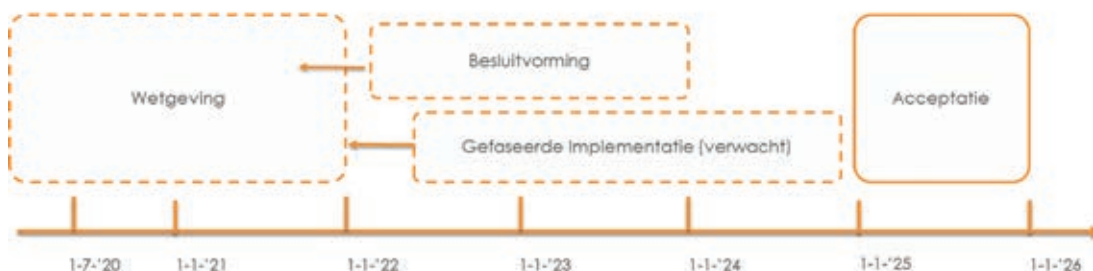 Besluitvorming
Wetgeving
Acceptatie
Gefaseerde Implementatie (verwacht)
1-7-'20
1-1-'21
1-1-'22
1-1-'23
1-1-'24
1-1-'25
1-1-'26